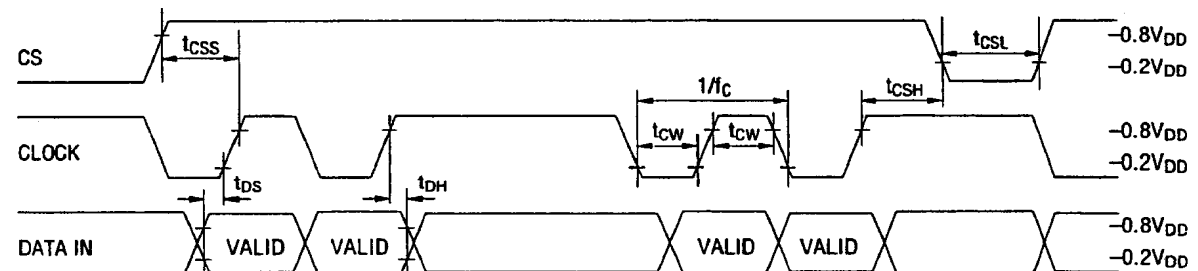 CS
tCSS
tCSL
–0.8VDD
–0.2VDD
1/fC
tCSH
CLOCK
tCW
tCW
–0.8VDD
–0.2VDD
tDS
tDH
DATA IN
VALID
VALID
VALID
VALID
–0.8VDD
–0.2VDD